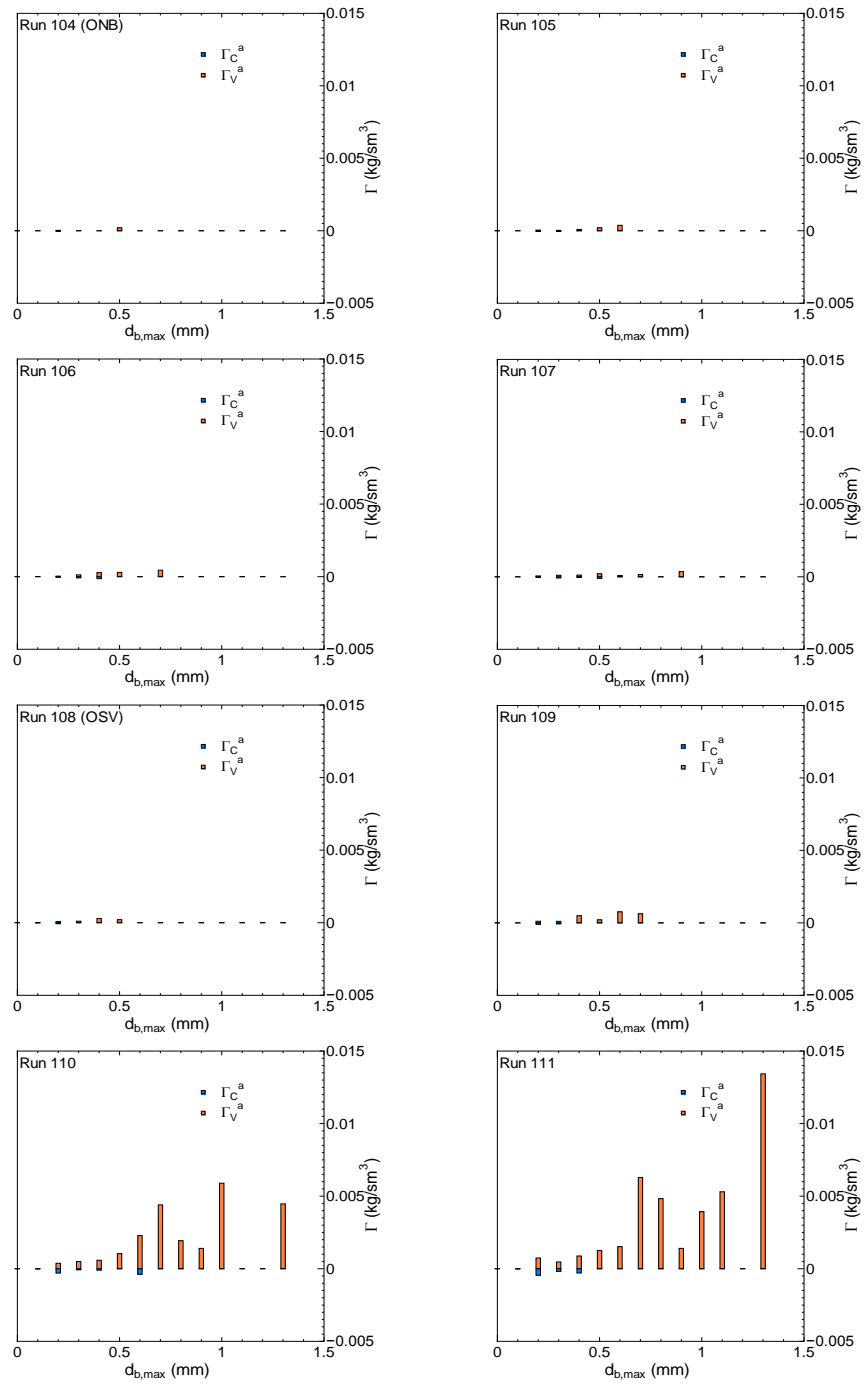 Run 104 (ONB)
Γ_C^a
Γ_V^a
0.015
0.01
0.005
0
−0.005
Γ (kg/sm^3)
0 0.5 1 1.5
d_b,max (mm)
Run 105
Γ_C^a
Γ_V^a
0.015
0.01
0.005
0
−0.005
Γ (kg/sm^3)
0 0.5 1 1.5
d_b,max (mm)
Run 106
Γ_C^a
Γ_V^a
0.015
0.01
0.005
0
−0.005
Γ (kg/sm^3)
0 0.5 1 1.5
d_b,max (mm)
Run 107
Γ_C^a
Γ_V^a
0.015
0.01
0.005
0
−0.005
Γ (kg/sm^3)
0 0.5 1 1.5
d_b,max (mm)
Run 108 (OSV)
Γ_C^a
Γ_V^a
0.015
0.01
0.005
0
−0.005
Γ (kg/sm^3)
0 0.5 1 1.5
d_b,max (mm)
Run 109
Γ_C^a
Γ_V^a
0.015
0.01
0.005
0
−0.005
Γ (kg/sm^3)
0 0.5 1 1.5
d_b,max (mm)
Run 110
Γ_C^a
Γ_V^a
0.015
0.01
0.005
0
−0.005
Γ (kg/sm^3)
0 0.5 1 1.5
d_b,max (mm)
Run 111
Γ_C^a
Γ_V^a
0.015
0.01
0.005
0
−0.005
Γ (kg/sm^3)
0 0.5 1 1.5
d_b,max (mm)